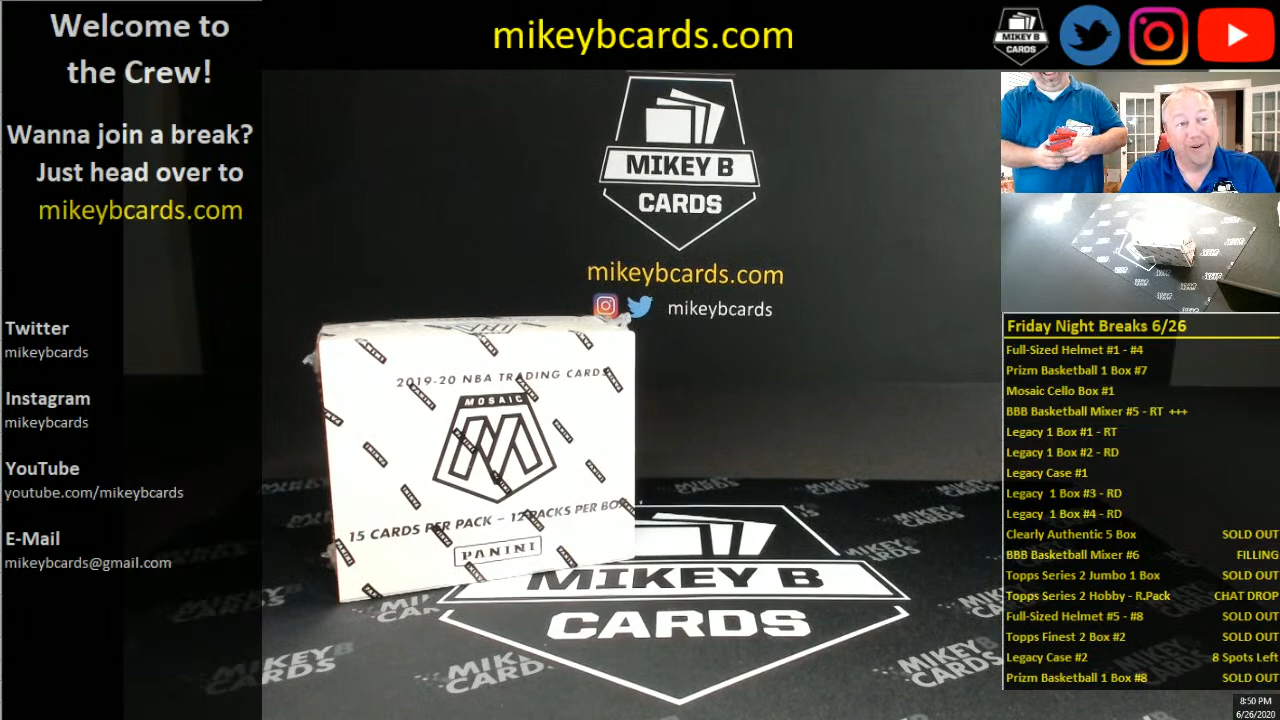 Welcome to
the Crew!
Wanna join a break?
Just head over to
mikeybcards.com
Twitter
mikeybcards
Instagram
mikeybcards
YouTube
youtube.com/mikeybcards
E-Mail
mikeybcards@gmail.com
mikeybcards.com
MIKEY B
CARDS
mikeybcards.com
mikeybcards
2019-20 NBA TRADING CARDS
MOSAIC
M
15 CARDS PER PACK - 12 PACKS PER BOX
PANINI
MIKEY B
CARDS
MIKEY B
CARDS
Friday Night Breaks 6/26
Full-Sized Helmet #1 - #4
Prizm Basketball 1 Box #7
Mosaic Cello Box #1
BBB Basketball Mixer #5 - RT +++
Legacy 1 Box #1 - RT
Legacy 1 Box #2 - RD
Legacy Case #1
Legacy 1 Box #3 - RD
Legacy 1 Box #4 - RD
Clearly Authentic 5 Box SOLD OUT
BBB Basketball Mixer #6 FILLING
Topps Series 2 Jumbo 1 Box SOLD OUT
Topps Series 2 Hobby - R.Pack CHAT DROP
Full-Sized Helmet #5 - #8 SOLD OUT
Topps Finest 2 Box #2 SOLD OUT
Legacy Case #2 8 Spots Left
Prizm Basketball 1 Box #8 SOLD OUT
8:50 PM
6/26/2020